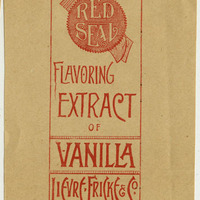 RED
SEAL
FLAVORING
EXTRACT
OF
VANILLA
LIEVRE, FRICKE & CO.